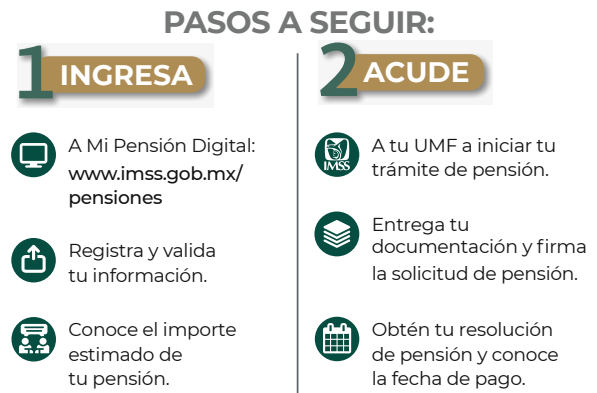 PASOS A SEGUIR:
1 INGRESA
A Mi Pensión Digital:
www.imss.gob.mx/
pensiones
Registra y valida
tu información.
Conoce el importe
estimado de
tu pensión.
2 ACUDE
IMSS
A tu UMF a iniciar tu
trámite de pensión.
Entrega tu
documentación y firma
la solicitud de pensión.
Obtén tu resolución
de pensión y conoce
la fecha de pago.